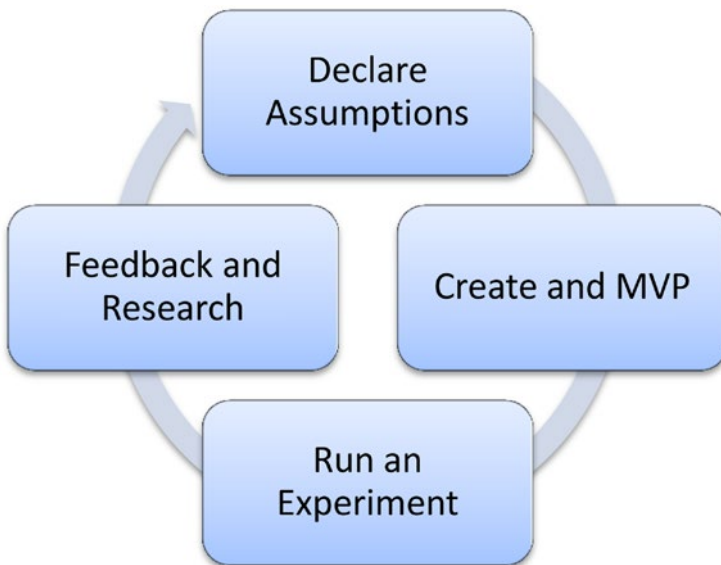 Declare
Assumptions
Feedback and
Research
Create and MVP
Run an
Experiment